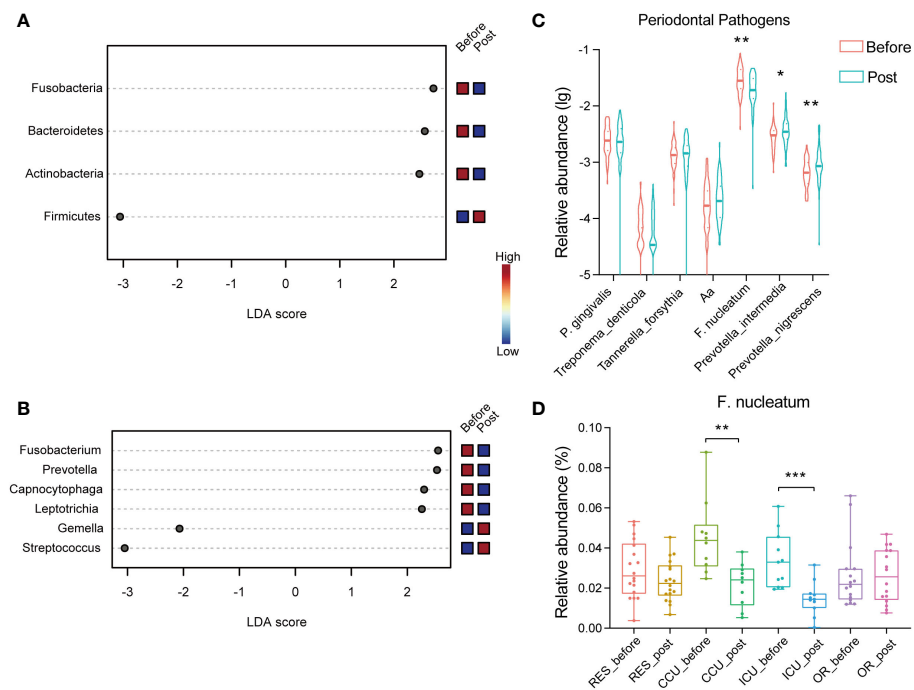 A
Before
Post
Fusobacteria
Bacteroidetes
Actinobacteria
Firmicutes
-3
-2
-1
0
1
2
LDA score
High
Low
B
Before
Post
Fusobacterium
Prevotella
Capnocytophaga
Leptotrichia
Gemella
Streptococcus
-3
-2
-1
0
1
2
LDA score
C
Periodontal Pathogens
Before
Post
Relative abundance (lg)
-1
-2
-3
-4
-5
**
*
**
P. gingivalis
Treponema_denticola
Tannerella_forsythia
Aa
F. nucleatum
Prevotella_intermedia
Prevotella_nigrescens
D
F. nucleatum
Relative abundance (%)
0.10
0.08
0.06
0.04
0.02
0.00
**
***
RES_before
RES_post
CCU_before
CCU_post
ICU_before
ICU_post
OR_before
OR_post